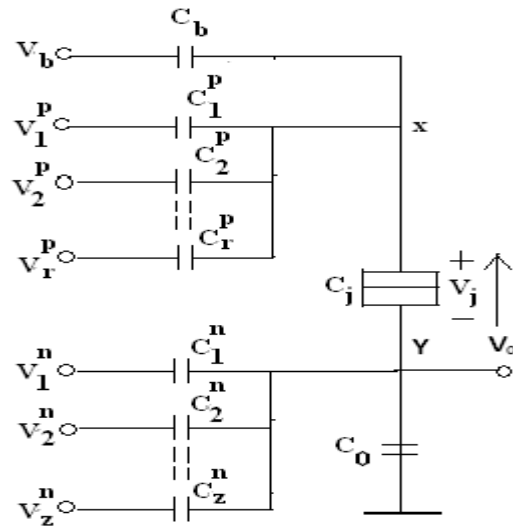 C_b
V_b
C_1^p
V_1^p
x
C_2^p
V_2^p
C_r^p
V_r^p
C_j
+
V_j
−
V_o
C_1^n
V_1^n
Y
C_2^n
V_2^n
C_0
C_z^n
V_z^n